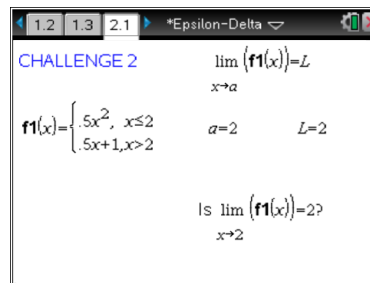 1.2 1.3 2.1 *Epsilon-Delta
CHALLENGE 2
lim (f1(x))=L
x→a
f1(x)={.5x², x≤2
.5x+1,x>2
a=2 L=2
Is lim (f1(x))=2?
x→2